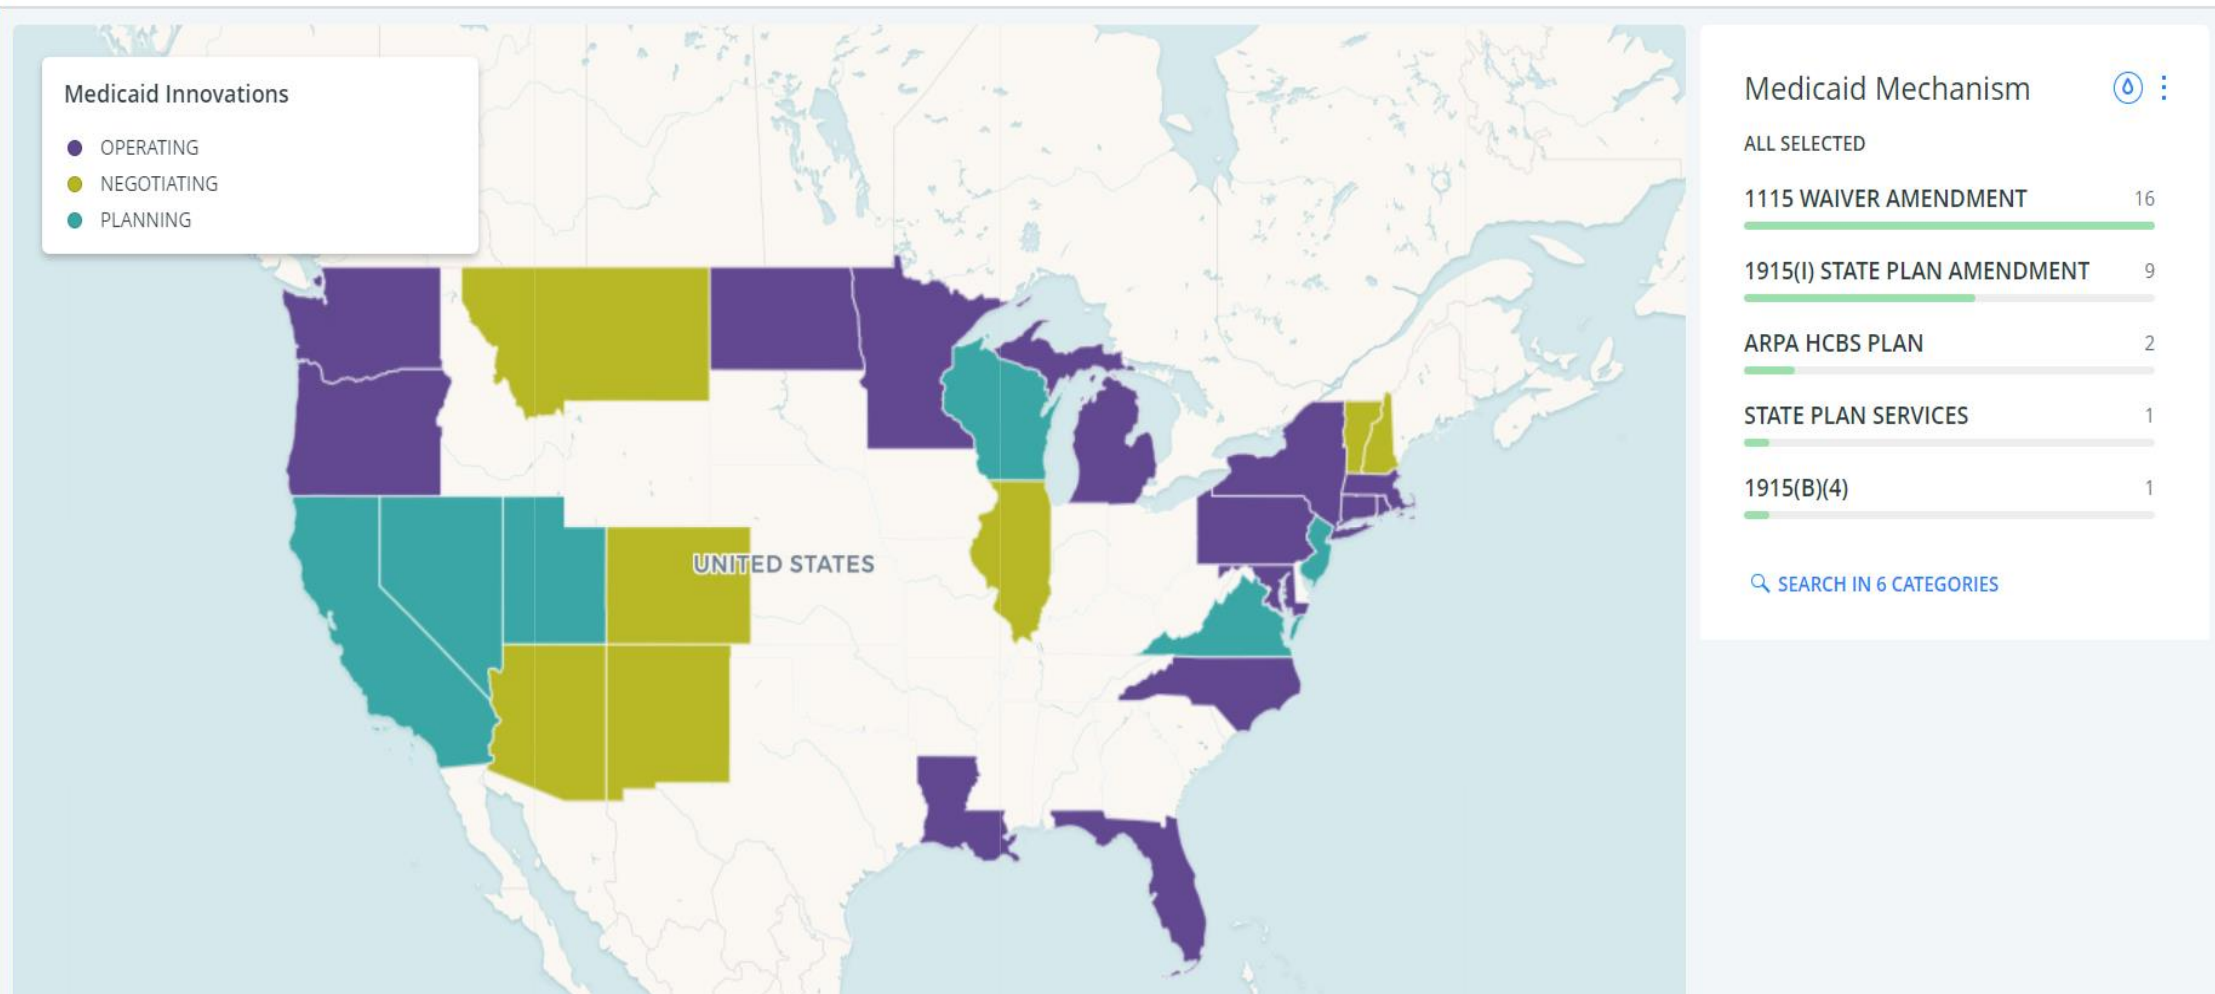 Medicaid Innovations
OPERATING
NEGOTIATING
PLANNING
UNITED STATES
Medicaid Mechanism
ALL SELECTED
1115 WAIVER AMENDMENT 16
1915(I) STATE PLAN AMENDMENT 9
ARPA HCBS PLAN 2
STATE PLAN SERVICES 1
1915(B)(4) 1
SEARCH IN 6 CATEGORIES